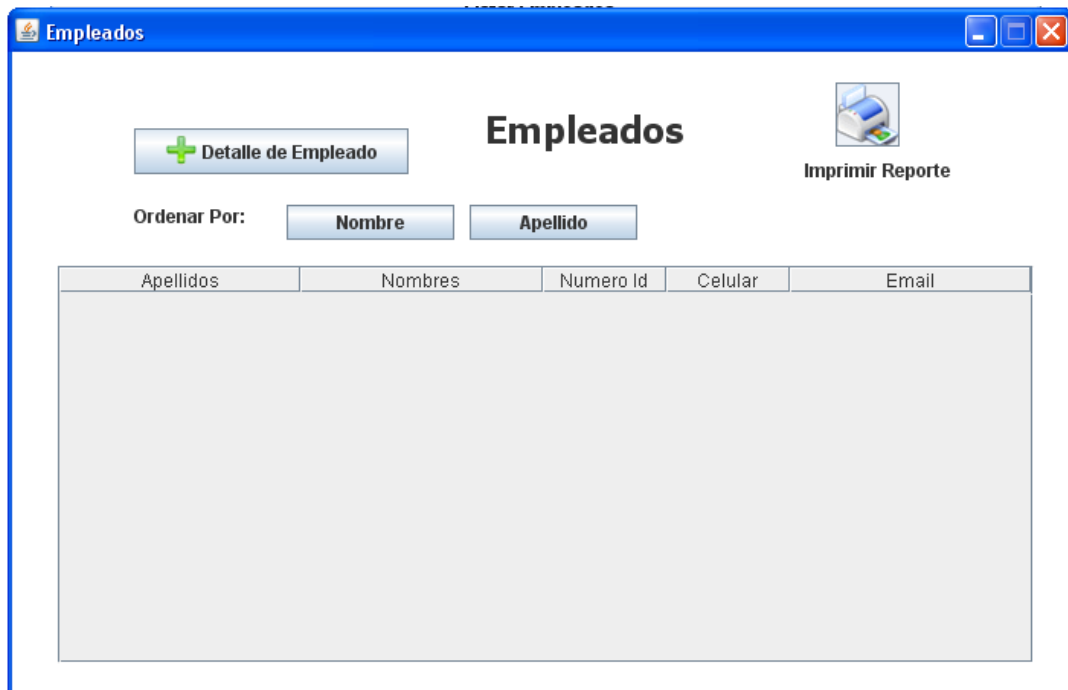 Empleados
Empleados
Detalle de Empleado
Imprimir Reporte
Ordenar Por:
Nombre
Apellido
Apellidos Nombres Numero Id Celular Email